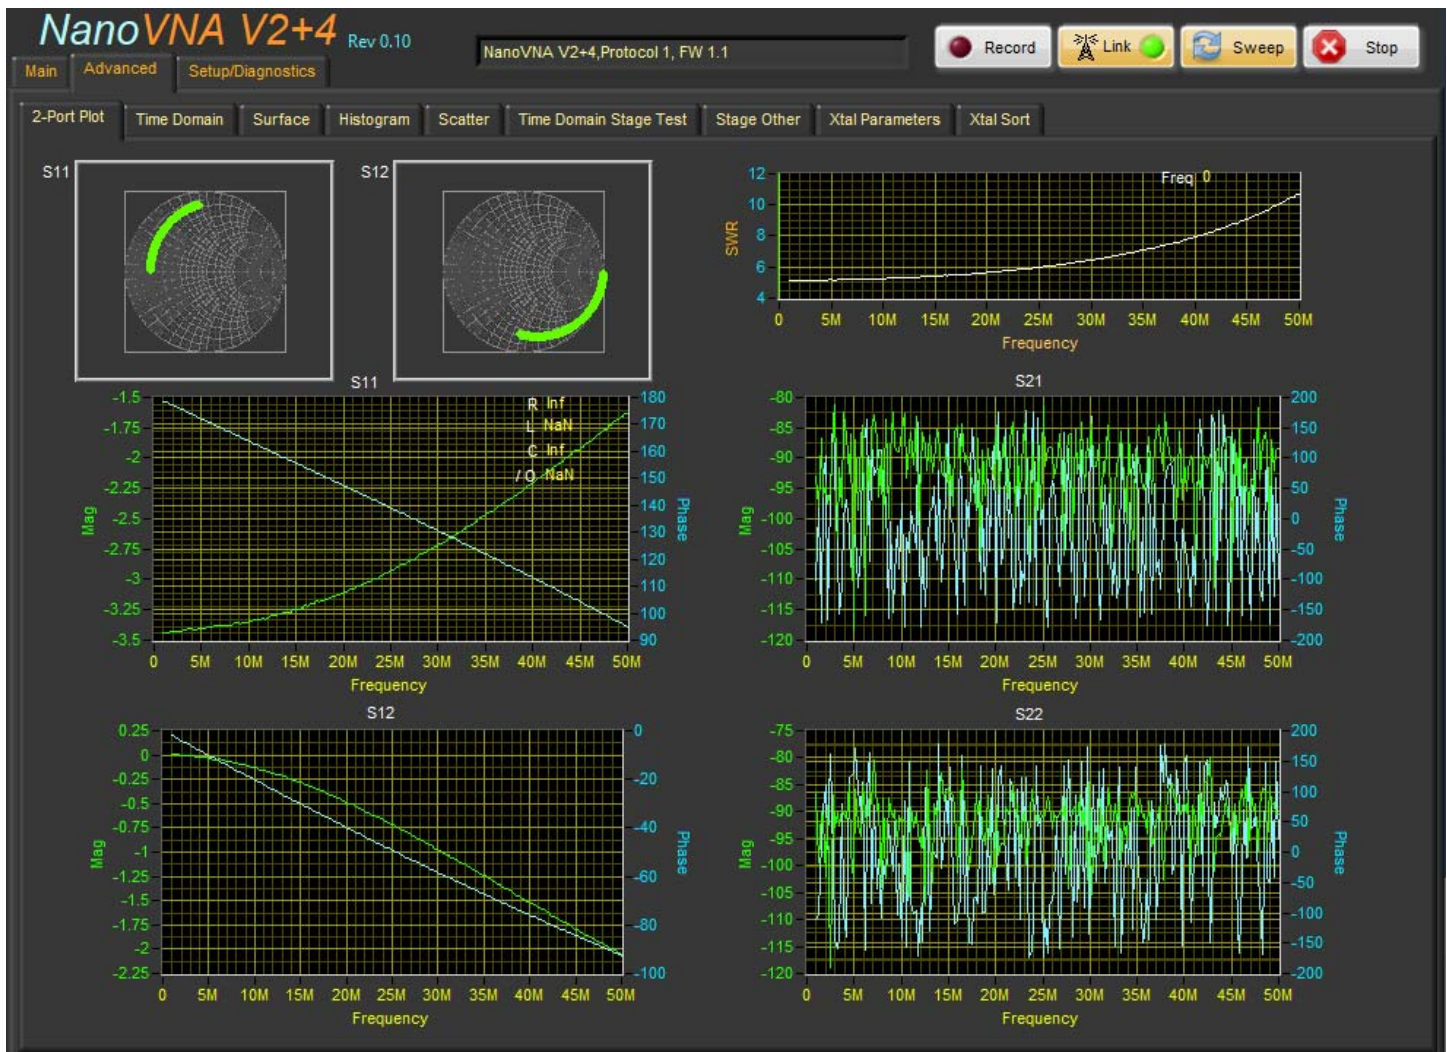 NanoVNA V2+4 Rev 0.10
NanoVNA V2+4,Protocol 1, FW 1.1
Record Link Sweep Stop
Main Advanced Setup/Diagnostics
2-Port Plot Time Domain Surface Histogram Scatter Time Domain Stage Test Stage Other Xtal Parameters Xtal Sort
S11 S12
SWR
12
10
8
6
4
Freq 0
0 5M 10M 15M 20M 25M 30M 35M 40M 45M 50M
Frequency
S11
Mag
-1.5
-1.75
-2
-2.25
-2.5
-2.75
-3
-3.25
-3.5
R Inf
L NaN
C Inf
/ O NaN
180
170
160
150
140
130
120
110
100
90
Phase
0 5M 10M 15M 20M 25M 30M 35M 40M 45M 50M
Frequency
S21
Mag
-80
-85
-90
-95
-100
-105
-110
-115
-120
200
150
100
50
0
-50
-100
-150
-200
Phase
0 5M 10M 15M 20M 25M 30M 35M 40M 45M 50M
Frequency
S12
Mag
0.25
0
-0.25
-0.5
-0.75
-1
-1.25
-1.5
-1.75
-2
-2.25
0
-20
-40
-60
-80
-100
Phase
0 5M 10M 15M 20M 25M 30M 35M 40M 45M 50M
Frequency
S22
Mag
-75
-80
-85
-90
-95
-100
-105
-110
-115
-120
200
150
100
50
0
-50
-100
-150
-200
Phase
0 5M 10M 15M 20M 25M 30M 35M 40M 45M 50M
Frequency